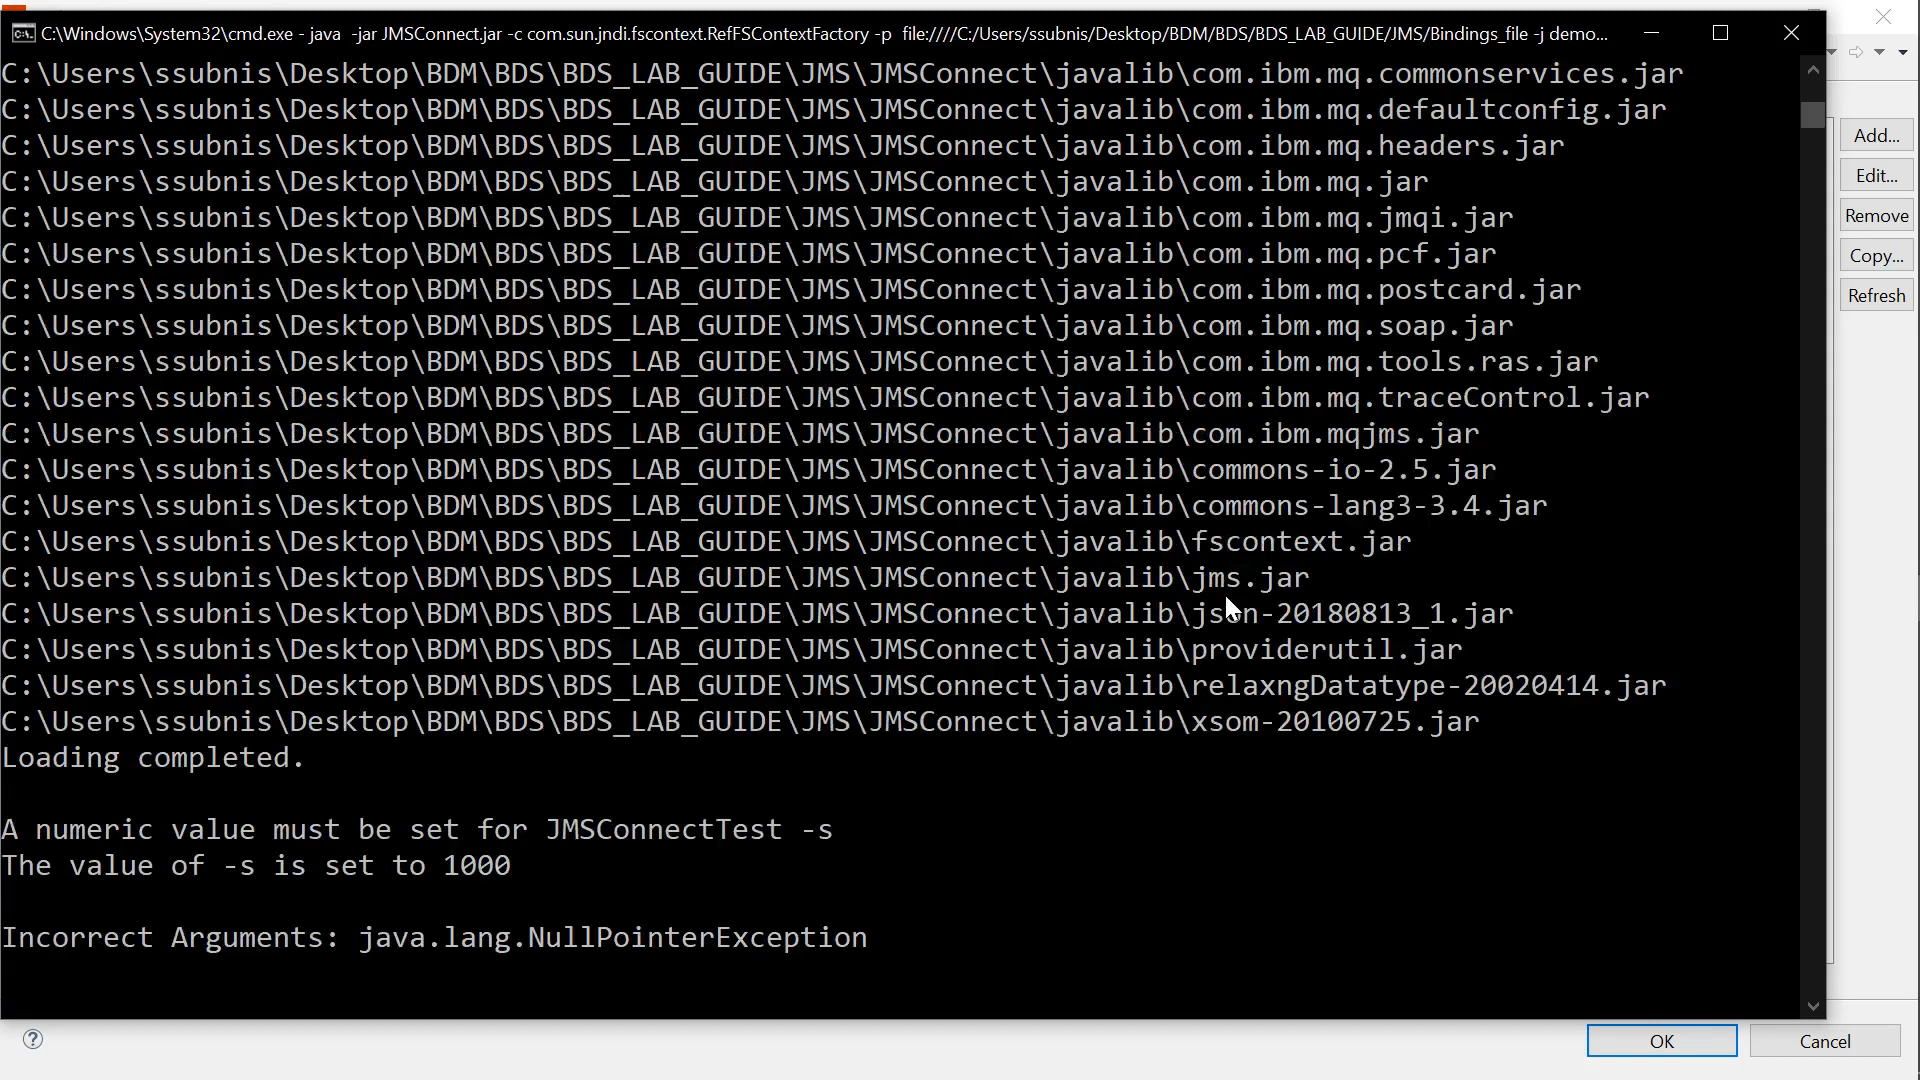 C:\Windows\System32\cmd.exe - java  -jar JMSConnect.jar -c com.sun.jndi.fscontext.RefFSContextFactory -p  file:////C:/Users/ssubnis/Desktop/BDM/BDS/BDS_LAB_GUIDE/JMS/Bindings_file -j demo...
C:\Users\ssubnis\Desktop\BDM\BDS\BDS_LAB_GUIDE\JMS\JMSConnect\javalib\com.ibm.mq.commonservices.jar
C:\Users\ssubnis\Desktop\BDM\BDS\BDS_LAB_GUIDE\JMS\JMSConnect\javalib\com.ibm.mq.defaultconfig.jar
C:\Users\ssubnis\Desktop\BDM\BDS\BDS_LAB_GUIDE\JMS\JMSConnect\javalib\com.ibm.mq.headers.jar
C:\Users\ssubnis\Desktop\BDM\BDS\BDS_LAB_GUIDE\JMS\JMSConnect\javalib\com.ibm.mq.jar
C:\Users\ssubnis\Desktop\BDM\BDS\BDS_LAB_GUIDE\JMS\JMSConnect\javalib\com.ibm.mq.jmqi.jar
C:\Users\ssubnis\Desktop\BDM\BDS\BDS_LAB_GUIDE\JMS\JMSConnect\javalib\com.ibm.mq.pcf.jar
C:\Users\ssubnis\Desktop\BDM\BDS\BDS_LAB_GUIDE\JMS\JMSConnect\javalib\com.ibm.mq.postcard.jar
C:\Users\ssubnis\Desktop\BDM\BDS\BDS_LAB_GUIDE\JMS\JMSConnect\javalib\com.ibm.mq.soap.jar
C:\Users\ssubnis\Desktop\BDM\BDS\BDS_LAB_GUIDE\JMS\JMSConnect\javalib\com.ibm.mq.tools.ras.jar
C:\Users\ssubnis\Desktop\BDM\BDS\BDS_LAB_GUIDE\JMS\JMSConnect\javalib\com.ibm.mq.traceControl.jar
C:\Users\ssubnis\Desktop\BDM\BDS\BDS_LAB_GUIDE\JMS\JMSConnect\javalib\com.ibm.mqjms.jar
C:\Users\ssubnis\Desktop\BDM\BDS\BDS_LAB_GUIDE\JMS\JMSConnect\javalib\commons-io-2.5.jar
C:\Users\ssubnis\Desktop\BDM\BDS\BDS_LAB_GUIDE\JMS\JMSConnect\javalib\commons-lang3-3.4.jar
C:\Users\ssubnis\Desktop\BDM\BDS\BDS_LAB_GUIDE\JMS\JMSConnect\javalib\fscontext.jar
C:\Users\ssubnis\Desktop\BDM\BDS\BDS_LAB_GUIDE\JMS\JMSConnect\javalib\jms.jar
C:\Users\ssubnis\Desktop\BDM\BDS\BDS_LAB_GUIDE\JMS\JMSConnect\javalib\json-20180813_1.jar
C:\Users\ssubnis\Desktop\BDM\BDS\BDS_LAB_GUIDE\JMS\JMSConnect\javalib\providerutil.jar
C:\Users\ssubnis\Desktop\BDM\BDS\BDS_LAB_GUIDE\JMS\JMSConnect\javalib\relaxngDatatype-20020414.jar
C:\Users\ssubnis\Desktop\BDM\BDS\BDS_LAB_GUIDE\JMS\JMSConnect\javalib\xsom-20100725.jar
Loading completed.
A numeric value must be set for JMSConnectTest -s
The value of -s is set to 1000
Incorrect Arguments: java.lang.NullPointerException
Add...
Edit...
Remove
Copy...
Refresh
OK
Cancel